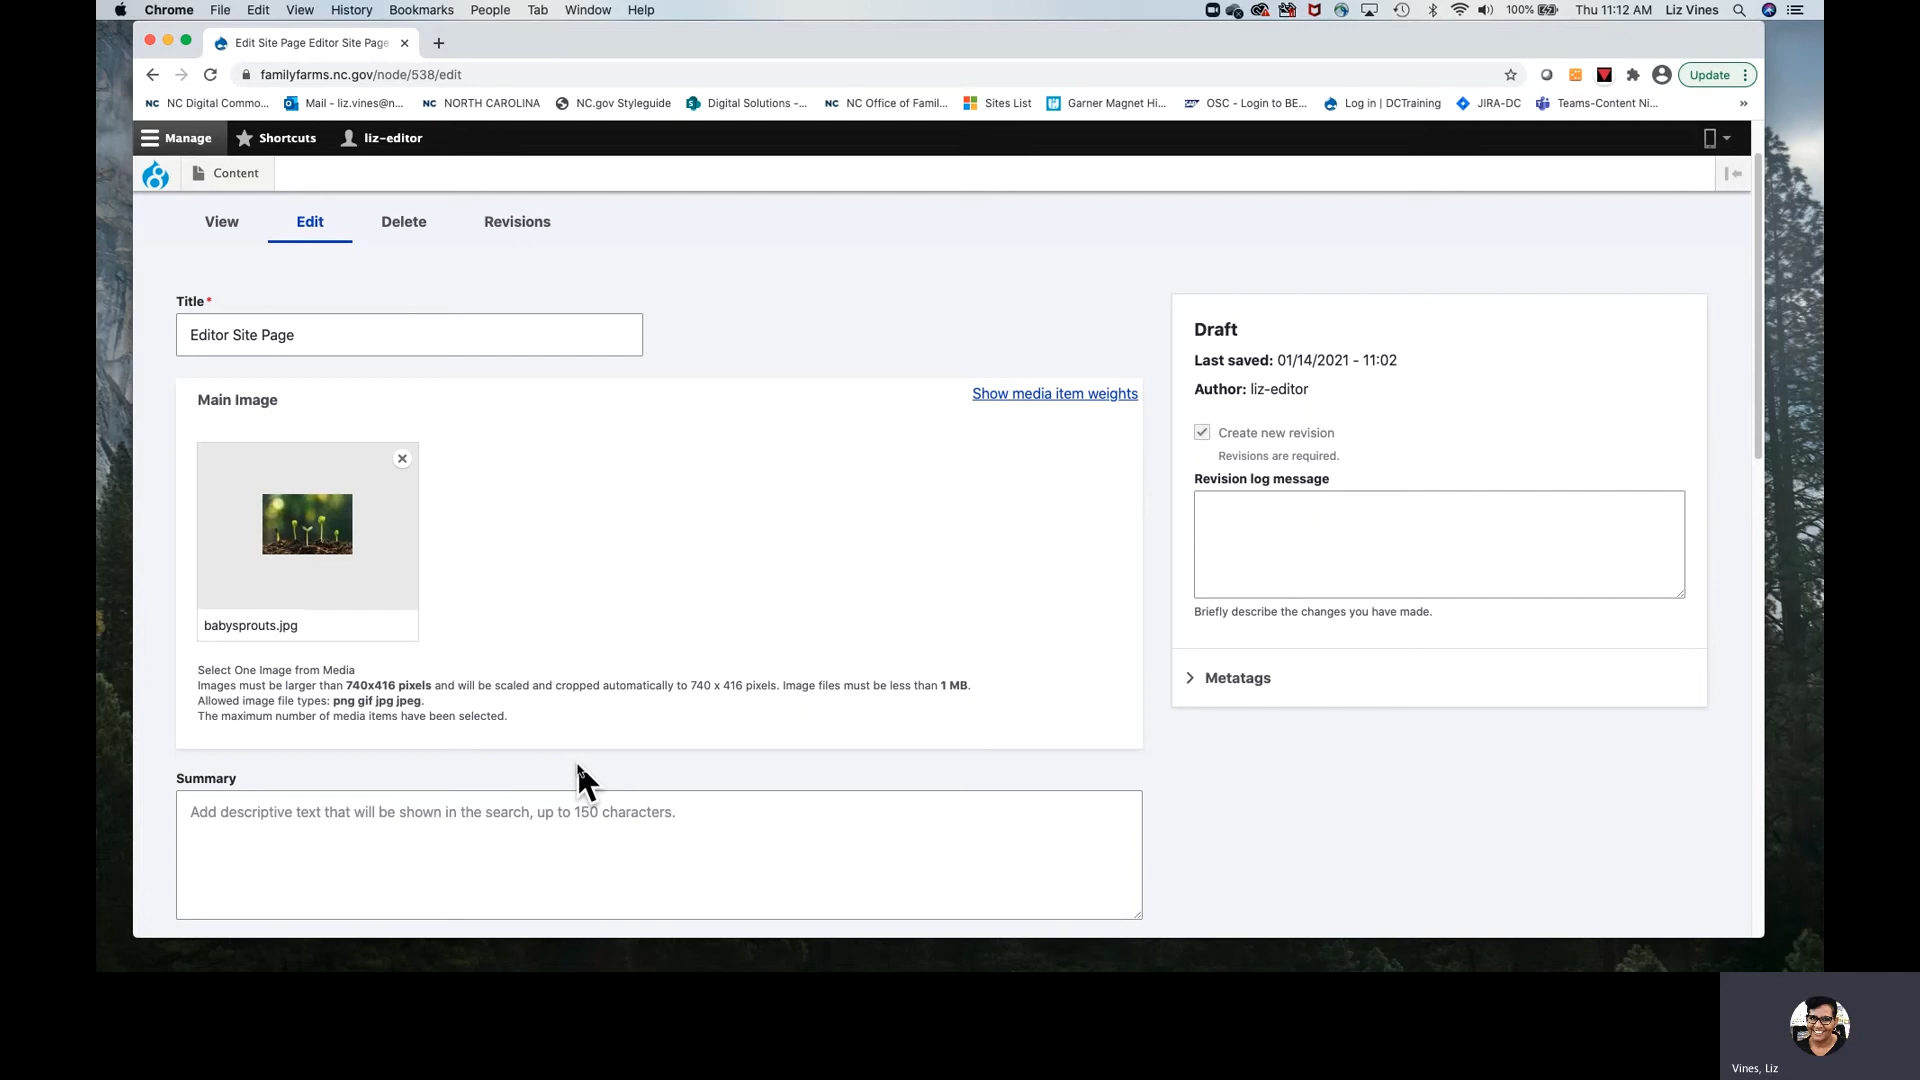 Chrome File Edit View History Bookmarks People Tab Window Help 100% Thu 11:12 AM Liz Vines
Edit Site Page Editor Site Page
familyfarms.nc.gov/node/538/edit Update
NC NC Digital Commo... Mail - liz.vines@n... NC NORTH CAROLINA NC.gov Styleguide Digital Solutions -... NC NC Office of Famil... Sites List Garner Magnet Hi... SAP OSC - Login to BE... Log in | DCTraining JIRA-DC Teams-Content Ni... »
Manage Shortcuts liz-editor
Content
View Edit Delete Revisions
Title*
Editor Site Page
Main Image Show media item weights
babysprouts.jpg
Select One Image from Media
Images must be larger than 740x416 pixels and will be scaled and cropped automatically to 740 x 416 pixels. Image files must be less than 1 MB.
Allowed image file types: png gif jpg jpeg.
The maximum number of media items have been selected.
Summary
Add descriptive text that will be shown in the search, up to 150 characters.
Draft
Last saved: 01/14/2021 - 11:02
Author: liz-editor
Create new revision
Revisions are required.
Revision log message
Briefly describe the changes you have made.
Metatags
Vines, Liz